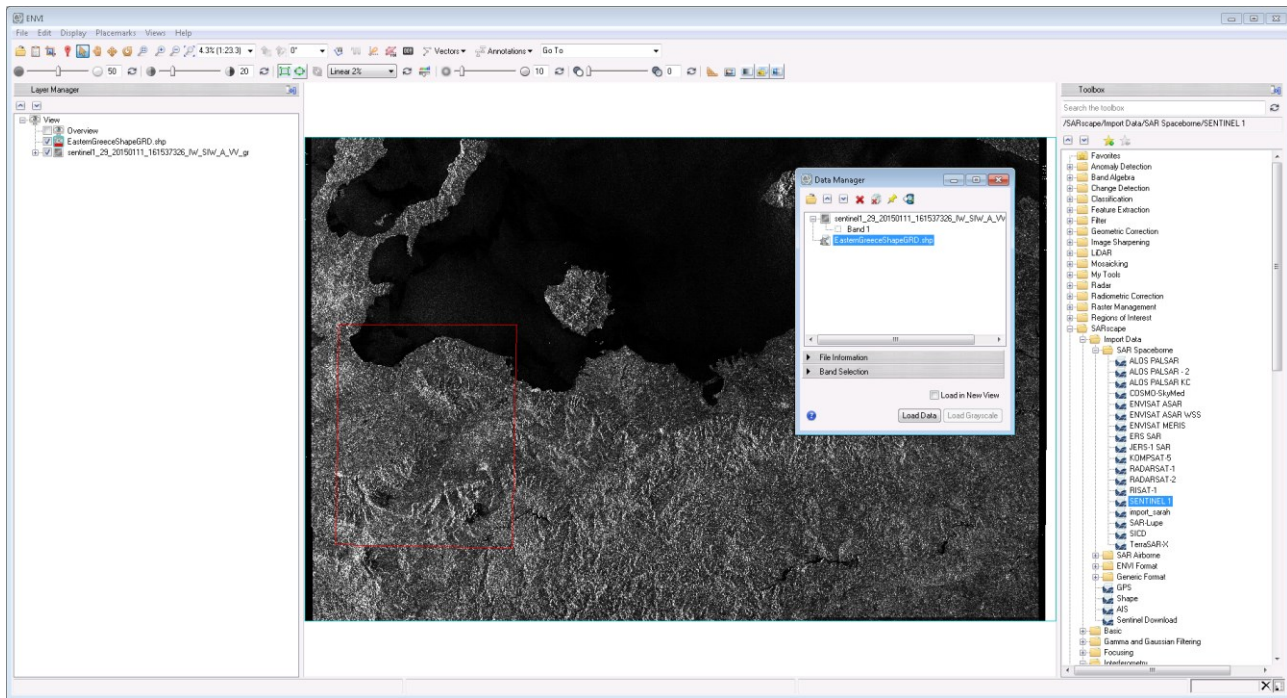 ENVI
File Edit Display Placemarks Views Help
4.3% (1:23.3) 0° Vectors Annotations Go To
50 20 Linear 2% 10 0
Layer Manager
View
Overview
EasternGreeceShapeGRD.shp
sentinel1_29_20150111_161537326_IW_SIW_A_VV_gr
Data Manager
sentinel1_29_20150111_161537326_IW_SIW_A_VV
Band 1
EasternGreeceShapeGRD.shp
File Information
Band Selection
Load in New View
Load Data Load Grayscale
Toolbox
Search the toolbox
/SARscape/Import Data/SAR Spaceborne/SENTINEL 1
Favorites
Anomaly Detection
Band Algebra
Change Detection
Classification
Feature Extraction
Filter
Geometric Correction
Image Sharpening
LiDAR
Mosaicking
My Tools
Radar
Radiometric Correction
Raster Management
Regions of Interest
SARscape
Import Data
SAR Spaceborne
ALOS PALSAR
ALOS PALSAR - 2
ALOS PALSAR KC
COSMO-SkyMed
ENVISAT ASAR
ENVISAT ASAR WSS
ENVISAT MERIS
ERS SAR
JERS-1 SAR
KOMPSAT-5
RADARSAT-1
RADARSAT-2
RISAT-1
SENTINEL 1
import_sarah
SAR-Lupe
SICD
TerraSAR-X
SAR Airborne
ENVI Format
Generic Format
GPS
Shape
AIS
Sentinel Download
Basic
Gamma and Gaussian Filtering
Focusing
Interferometry